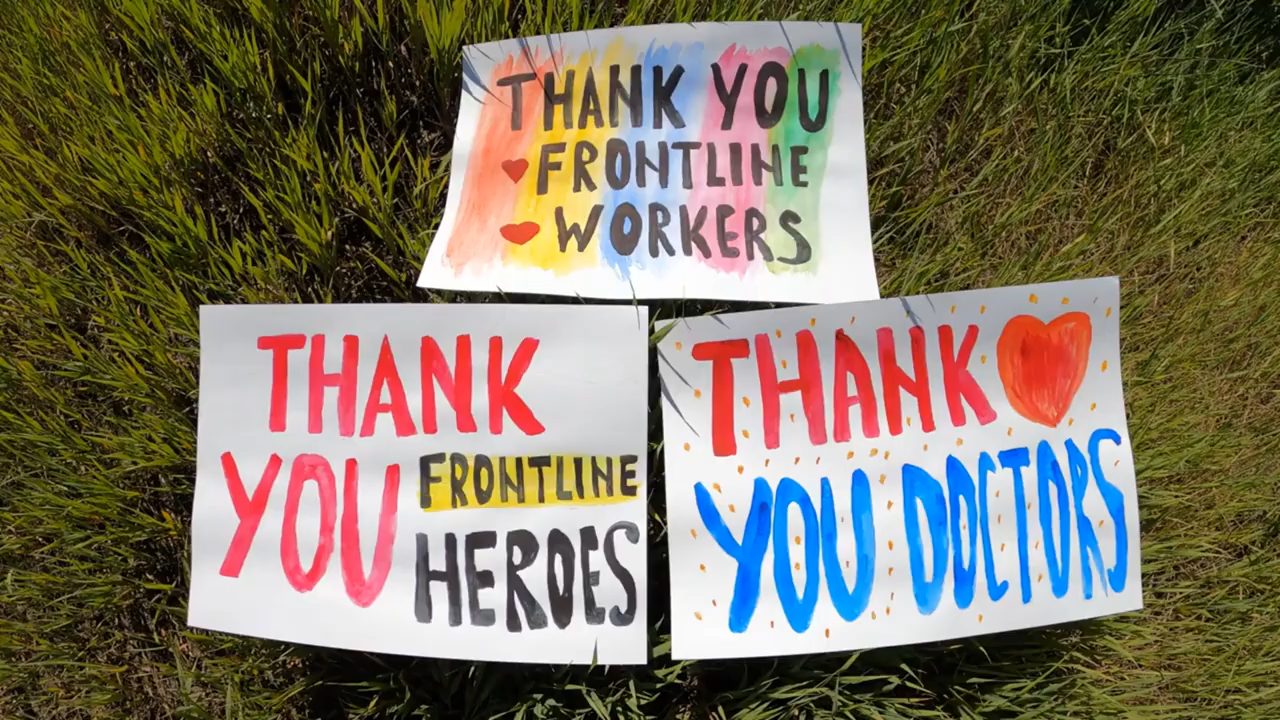 THANK YOU
FRONTLINE
WORKERS
THANK
YOU
FRONTLINE
HEROES
THANK
YOU DOCTORS